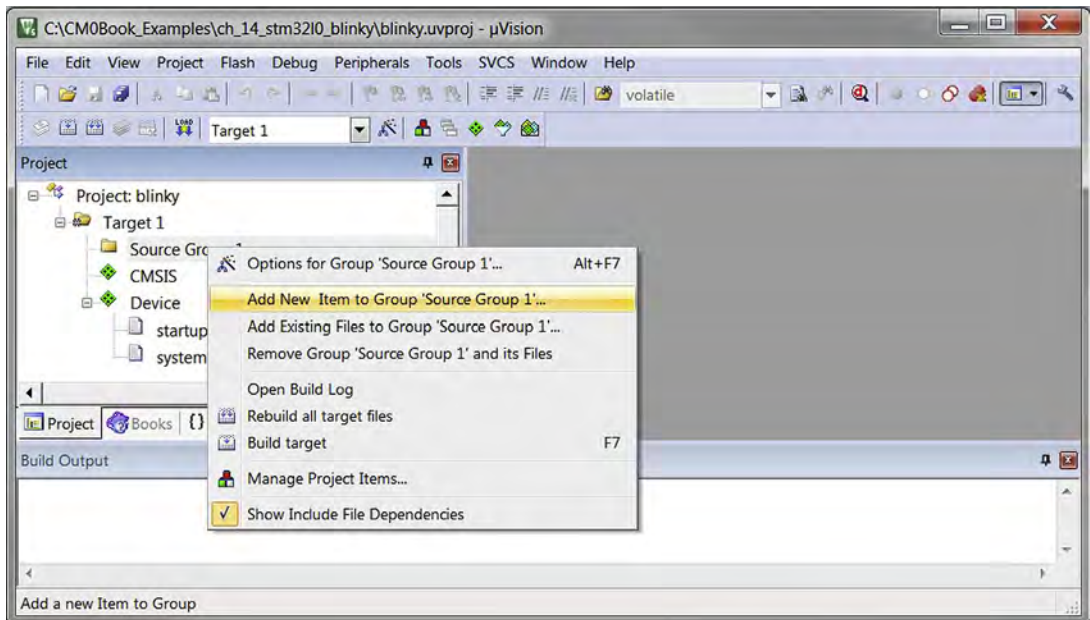 C:\CM0Book_Examples\ch_14_stm32l0_blinky\blinky.uvproj - µVision
File Edit View Project Flash Debug Peripherals Tools SVCS Window Help
volatile
LOAD Target 1
Project
Project: blinky
Target 1
Source
CMSIS
Device
startup
system
Options for Group 'Source Group 1'... Alt+F7
Add New Item to Group 'Source Group 1'...
Add Existing Files to Group 'Source Group 1'...
Remove Group 'Source Group 1' and its Files
Open Build Log
Rebuild all target files
Build target F7
Manage Project Items...
Show Include File Dependencies
Project Books {}
Build Output
Add a new Item to Group